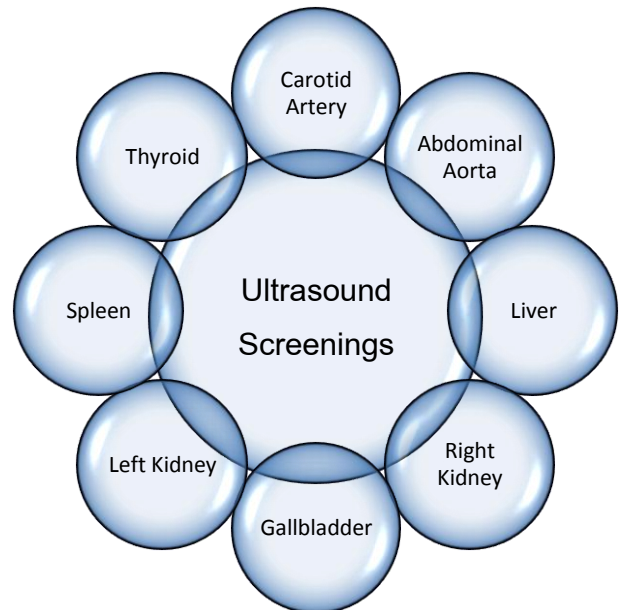 Carotid
Artery
Abdominal
Aorta
Liver
Right
Kidney
Gallbladder
Left Kidney
Spleen
Thyroid
Ultrasound
Screenings